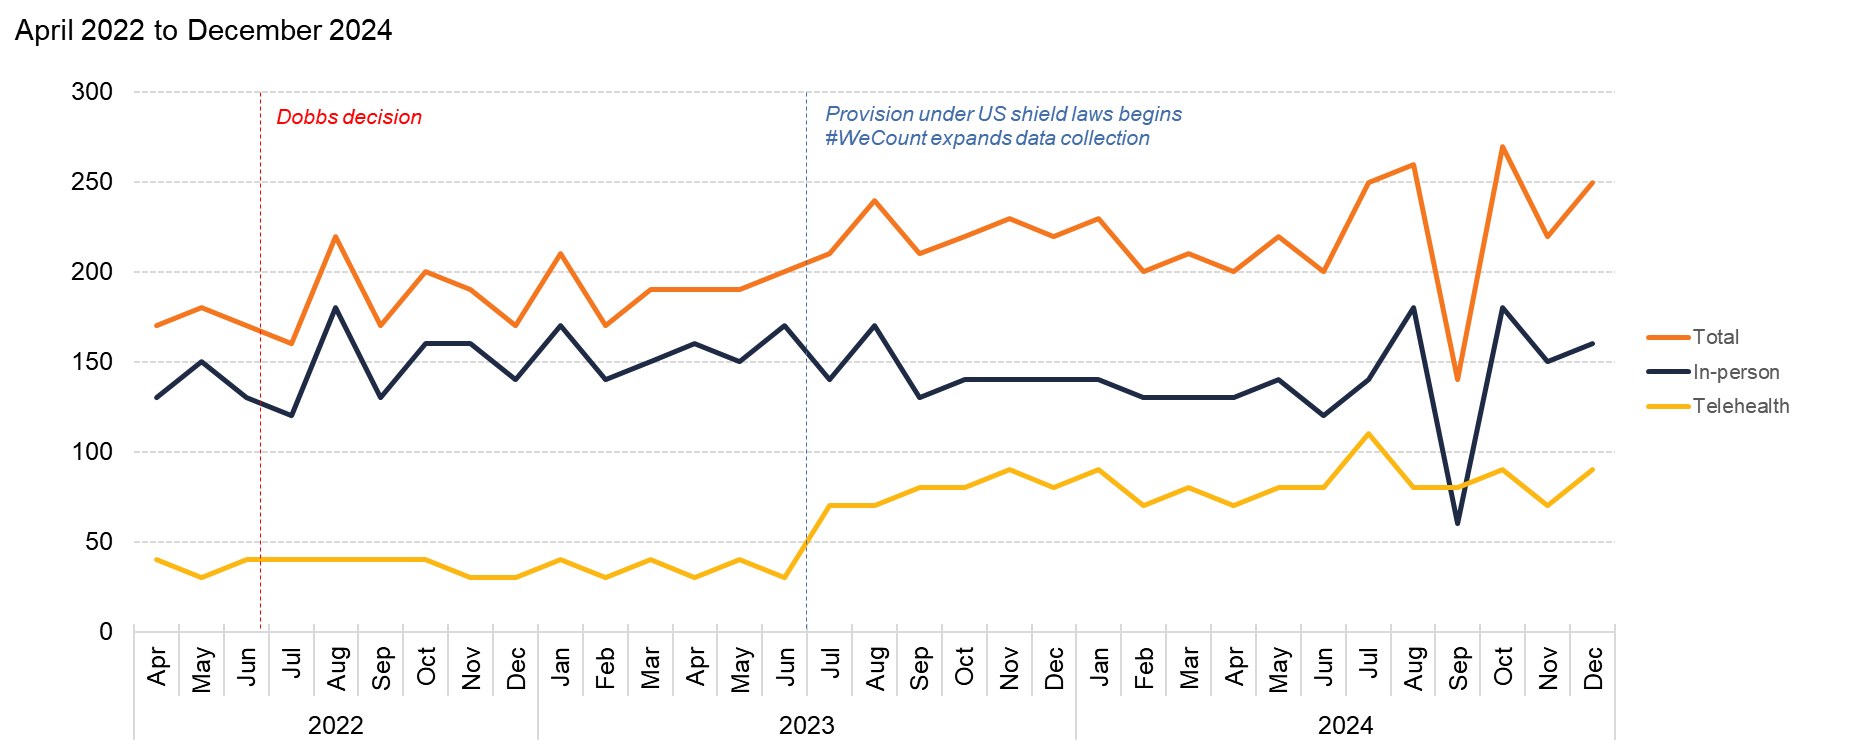 April 2022 to December 2024
300
250
200
150
100
50
0
Dobbs decision
Provision under US shield laws begins
#WeCount expands data collection
Total
In-person
Telehealth
Apr May Jun Jul Aug Sep Oct Nov Dec Jan Feb Mar Apr May Jun Jul Aug Sep Oct Nov Dec Jan Feb Mar Apr May Jun Jul Aug Sep Oct Nov Dec
2022 2023 2024